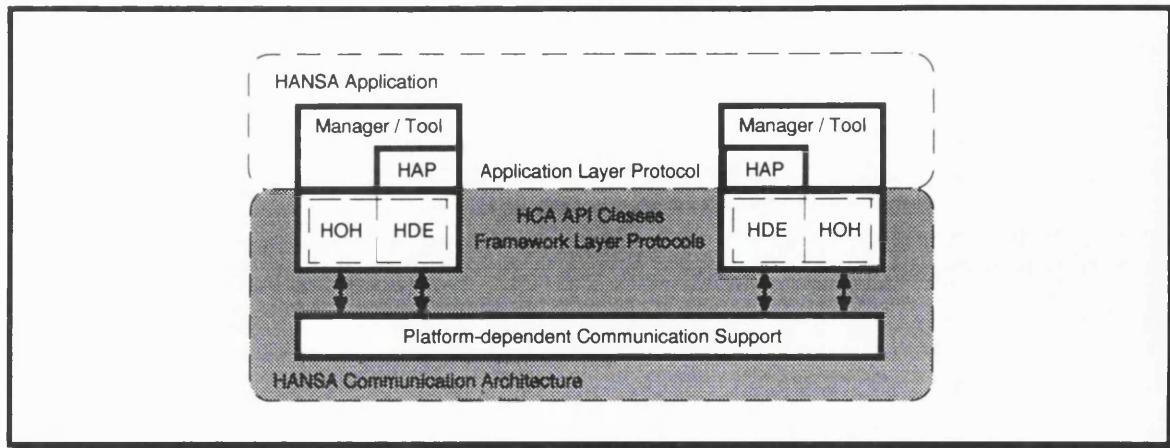 HANSA Application
Manager / Tool
Manager / Tool
HAP
Application Layer Protocol
HAP
HOH
HDE
HCA API Classes
Framework Layer Protocols
HDE
HOH
Platform-dependent Communication Support
HANSA Communication Architecture